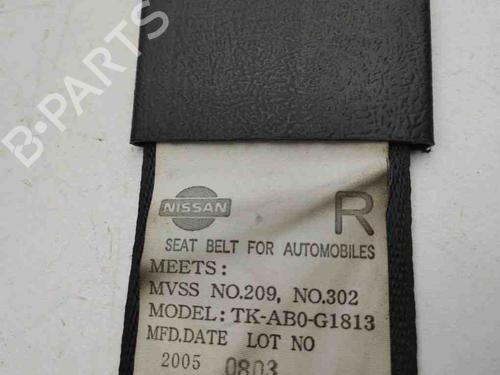 B-PARTS
NISSAN
R
SEAT BELT FOR AUTOMOBILES
MEETS:
MVSS NO.209, NO.302
MODEL: TK-AB0-G1813
MFD.DATE LOT NO
2005 0803